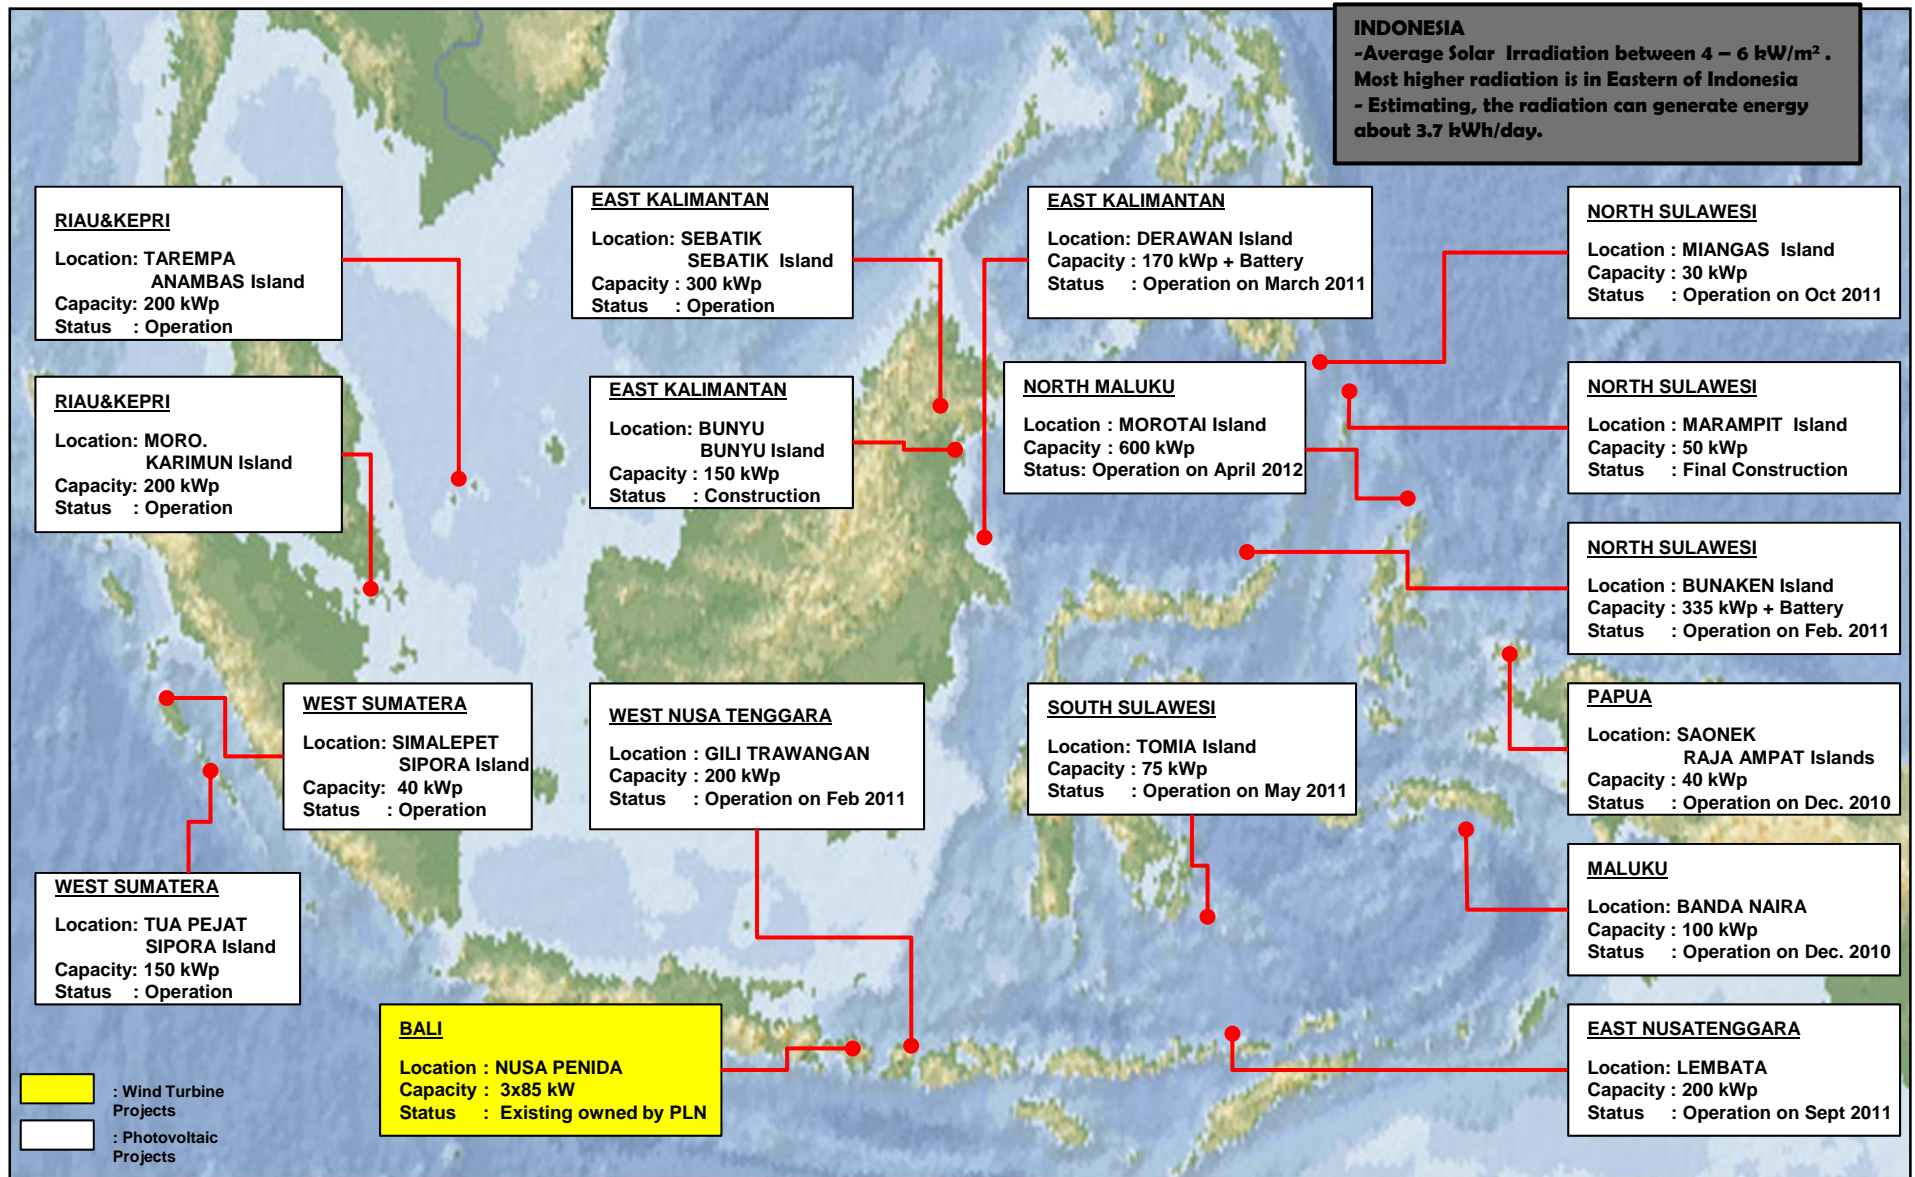 INDONESIA
-Average Solar Irradiation between 4 – 6 kW/m² .
Most higher radiation is in Eastern of Indonesia
- Estimating, the radiation can generate energy
about 3.7 kWh/day.
RIAU&KEPRI
Location: TAREMPA
ANAMBAS Island
Capacity: 200 kWp
Status : Operation
EAST KALIMANTAN
Location: SEBATIK
SEBATIK Island
Capacity : 300 kWp
Status : Operation
EAST KALIMANTAN
Location: DERAWAN Island
Capacity : 170 kWp + Battery
Status : Operation on March 2011
NORTH SULAWESI
Location : MIANGAS Island
Capacity : 30 kWp
Status : Operation on Oct 2011
RIAU&KEPRI
Location: MORO.
KARIMUN Island
Capacity: 200 kWp
Status : Operation
EAST KALIMANTAN
Location: BUNYU
BUNYU Island
Capacity : 150 kWp
Status : Construction
NORTH MALUKU
Location : MOROTAI Island
Capacity : 600 kWp
Status: Operation on April 2012
NORTH SULAWESI
Location : MARAMPIT Island
Capacity : 50 kWp
Status : Final Construction
NORTH SULAWESI
Location : BUNAKEN Island
Capacity : 335 kWp + Battery
Status : Operation on Feb. 2011
WEST SUMATERA
Location: SIMALEPET
SIPORA Island
Capacity: 40 kWp
Status : Operation
WEST NUSA TENGGARA
Location : GILI TRAWANGAN
Capacity : 200 kWp
Status : Operation on Feb 2011
SOUTH SULAWESI
Location : TOMIA Island
Capacity : 75 kWp
Status : Operation on May 2011
PAPUA
Location: SAONEK
RAJA AMPAT Islands
Capacity : 40 kWp
Status : Operation on Dec. 2010
WEST SUMATERA
Location: TUA PEJAT
SIPORA Island
Capacity: 150 kWp
Status : Operation
MALUKU
Location: BANDA NAIRA
Capacity : 100 kWp
Status : Operation on Dec. 2010
BALI
Location : NUSA PENIDA
Capacity : 3x85 kW
Status : Existing owned by PLN
EAST NUSATENGGARA
Location: LEMBATA
Capacity : 200 kWp
Status : Operation on Sept 2011
: Wind Turbine
Projects
: Photovoltaic
Projects